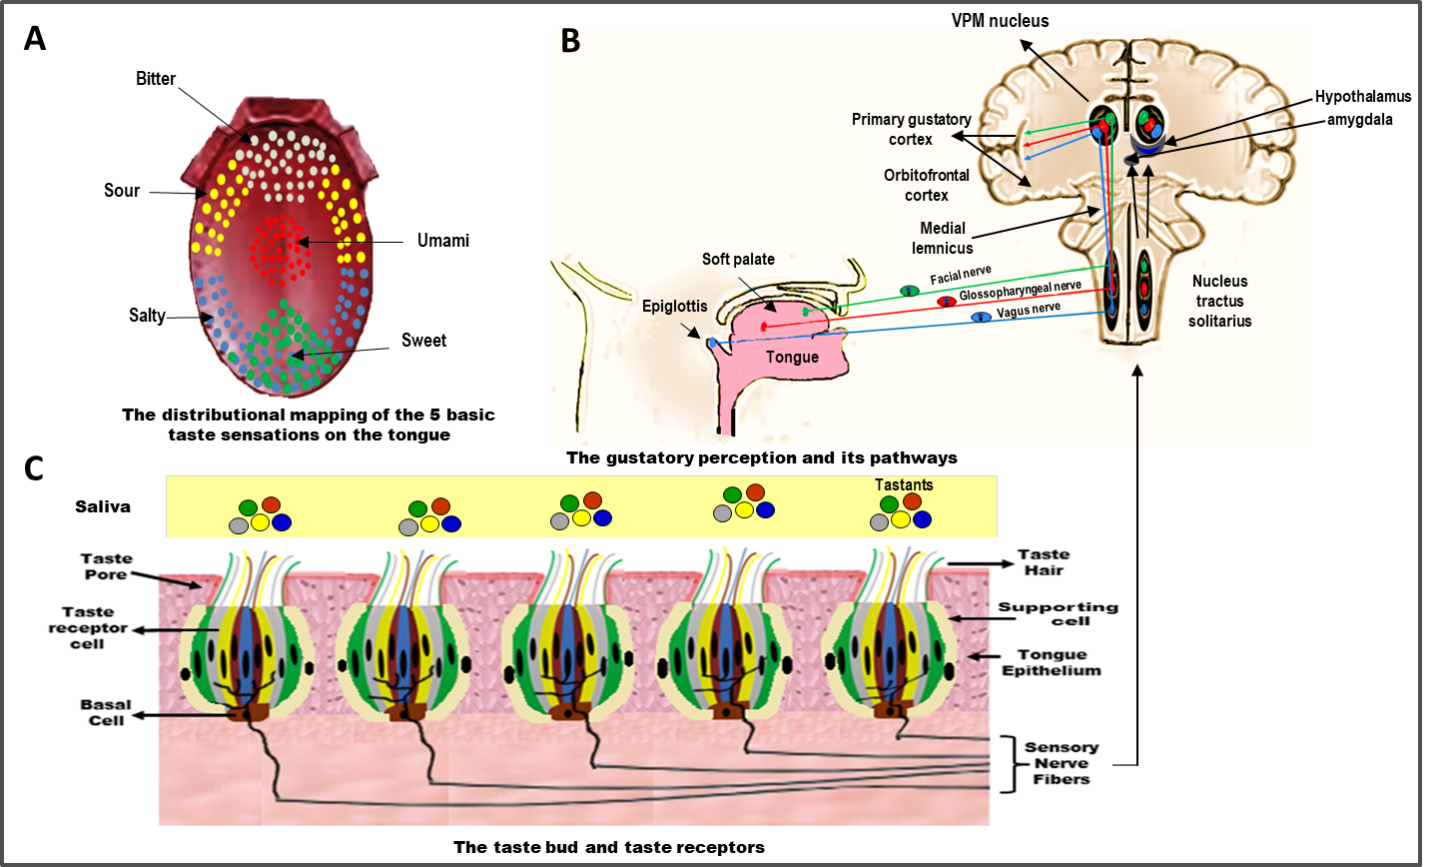 A
Bitter
Sour
Umami
Salty
Sweet
The distributional mapping of the 5 basic
taste sensations on the tongue
B
VPM nucleus
Hypothalamus
amygdala
Primary gustatory
cortex
Orbitofrontal
cortex
Medial
lemnicus
Soft palate
Facial nerve
Epiglottis
Glossopharyngeal nerve
Vagus nerve
Nucleus
tractus
solitarius
Tongue
The gustatory perception and its pathways
C
Saliva
Tastants
Taste
Pore
Taste
Hair
Taste
receptor
cell
Supporting
cell
Tongue
Epithelium
Basal
Cell
Sensory
Nerve
Fibers
The taste bud and taste receptors